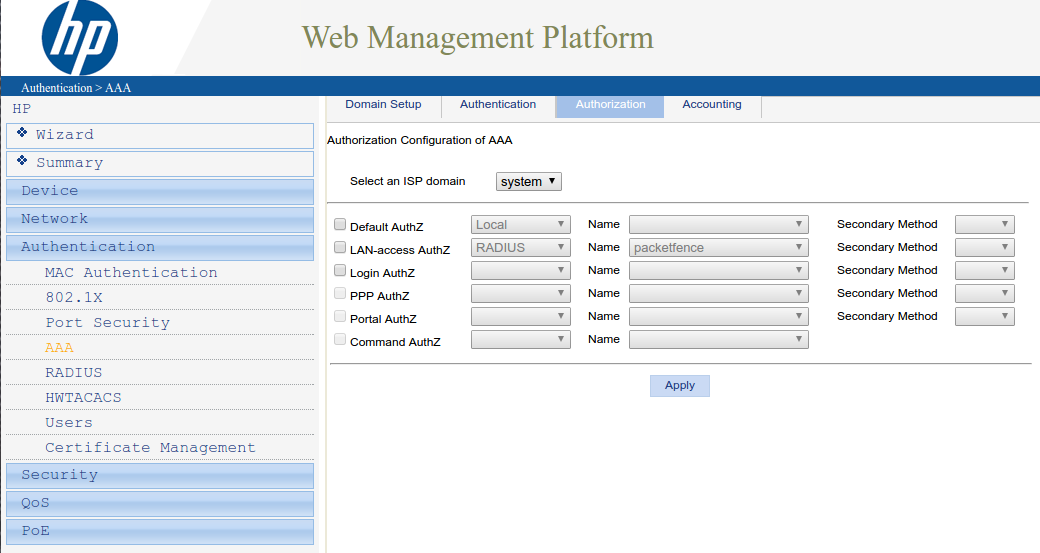 hp
Web Management Platform
Authentication > AAA
HP
Wizard
Summary
Device
Network
Authentication
MAC Authentication
802.1X
Port Security
AAA
RADIUS
HWTACACS
Users
Certificate Management
Security
QoS
PoE
Domain Setup Authentication Authorization Accounting
Authorization Configuration of AAA
Select an ISP domain system
Default AuthZ Local Name Secondary Method
LAN-access AuthZ RADIUS Name packetfence Secondary Method
Login AuthZ Name Secondary Method
PPP AuthZ Name Secondary Method
Portal AuthZ Name Secondary Method
Command AuthZ Name
Apply